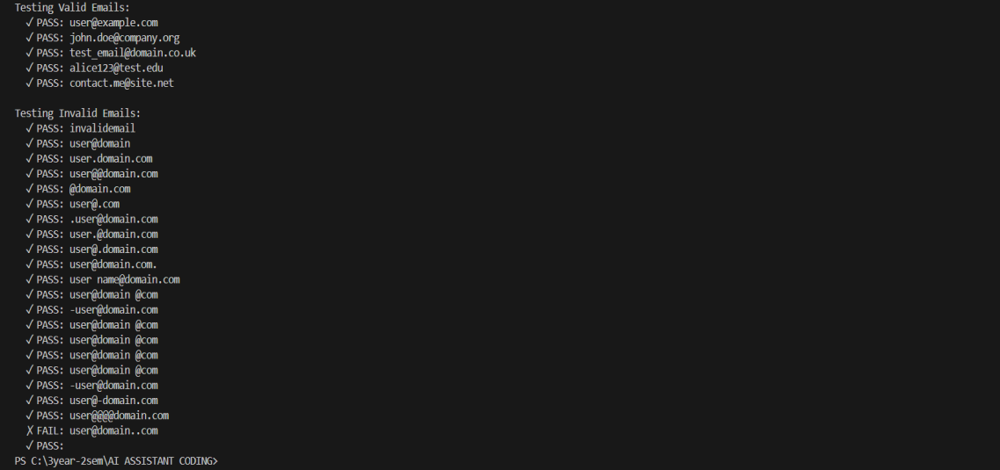 Testing Valid Emails:
✓ PASS: user@example.com
✓ PASS: john.doe@company.org
✓ PASS: test_email@domain.co.uk
✓ PASS: alice123@test.edu
✓ PASS: contact.me@site.net
Testing Invalid Emails:
✓ PASS: invalidemail
✓ PASS: user@domain
✓ PASS: user.domain.com
✓ PASS: user@@domain.com
✓ PASS: @domain.com
✓ PASS: user@.com
✓ PASS: .user@domain.com
✓ PASS: user.@domain.com
✓ PASS: user@.domain.com
✓ PASS: user@domain.com.
✓ PASS: user name@domain.com
✓ PASS: user@domain @com
✓ PASS: -user@domain.com
✓ PASS: user@domain @com
✓ PASS: user@domain @com
✓ PASS: user@domain @com
✓ PASS: user@domain @com
✓ PASS: -user@domain.com
✓ PASS: user@-domain.com
✓ PASS: user@@@@domain.com
✗ FAIL: user@domain..com
✓ PASS:
PS C:\3year-2sem\AI ASSISTANT CODING>